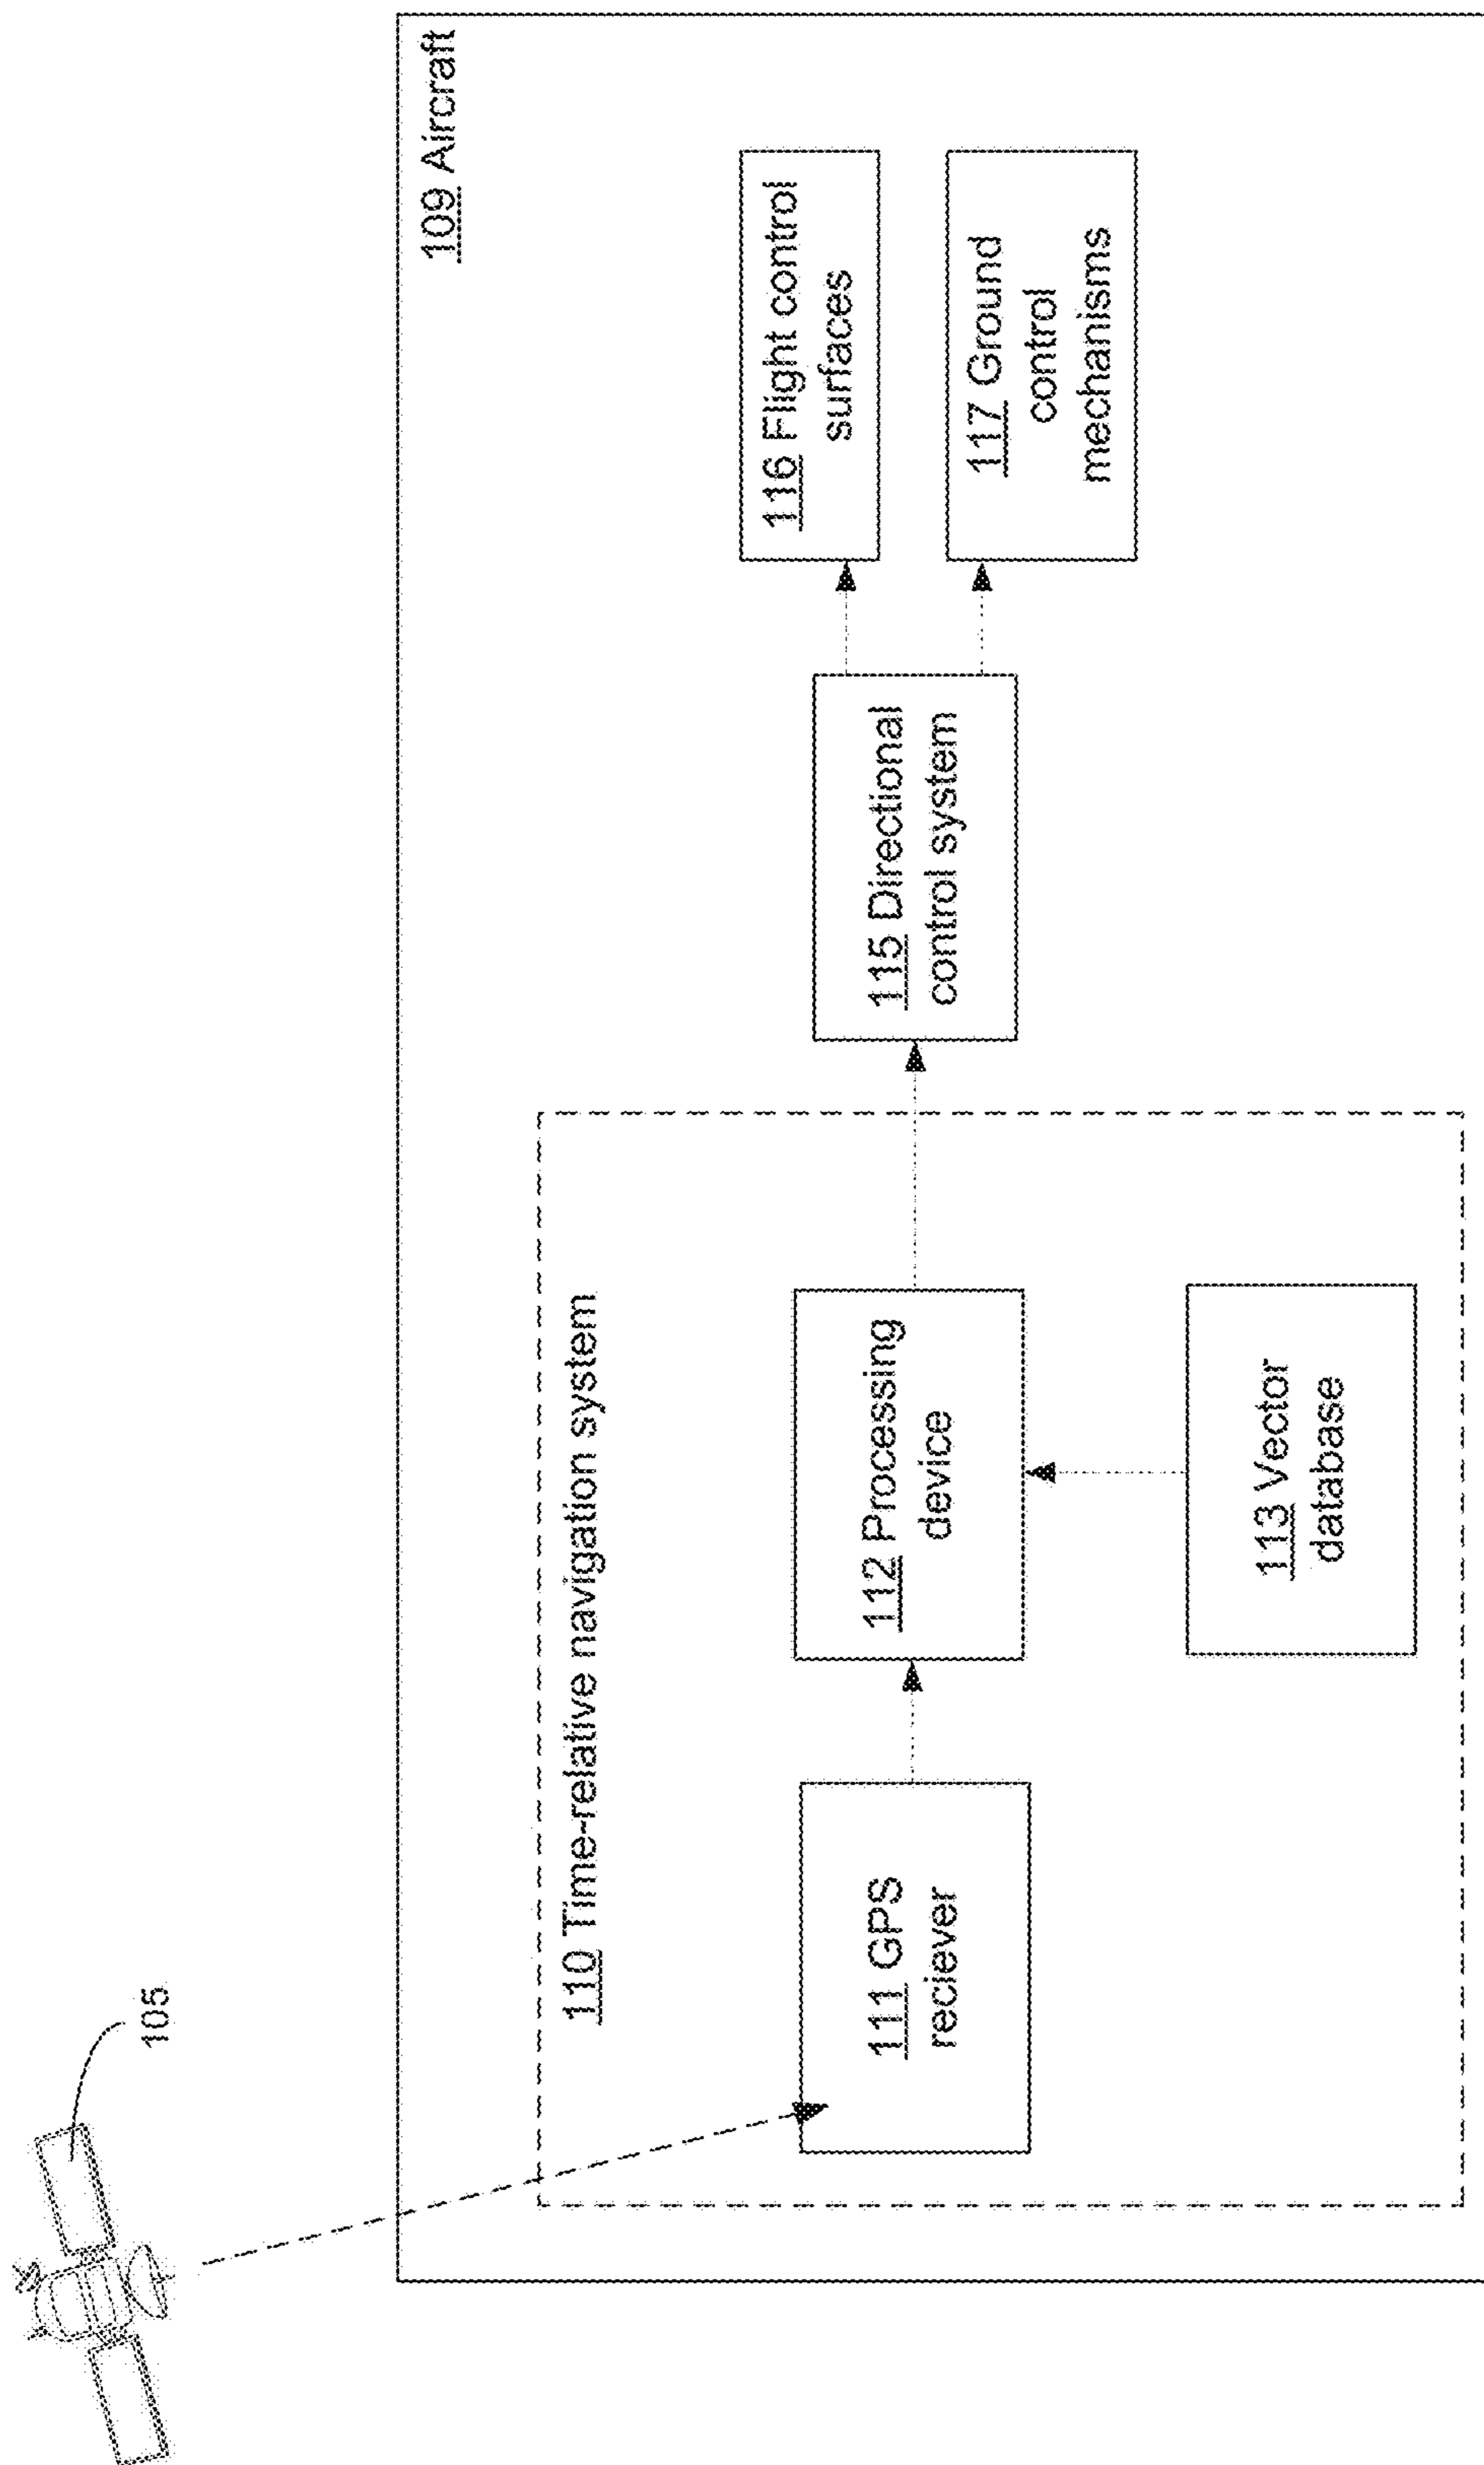 105
109 Aircraft
110 Time-relative navigation system
111 GPS
reciever
112 Processing
device
113 Vector
database
115 Directional
control system
116 Flight control
surfaces
117 Ground
control
mechanisms